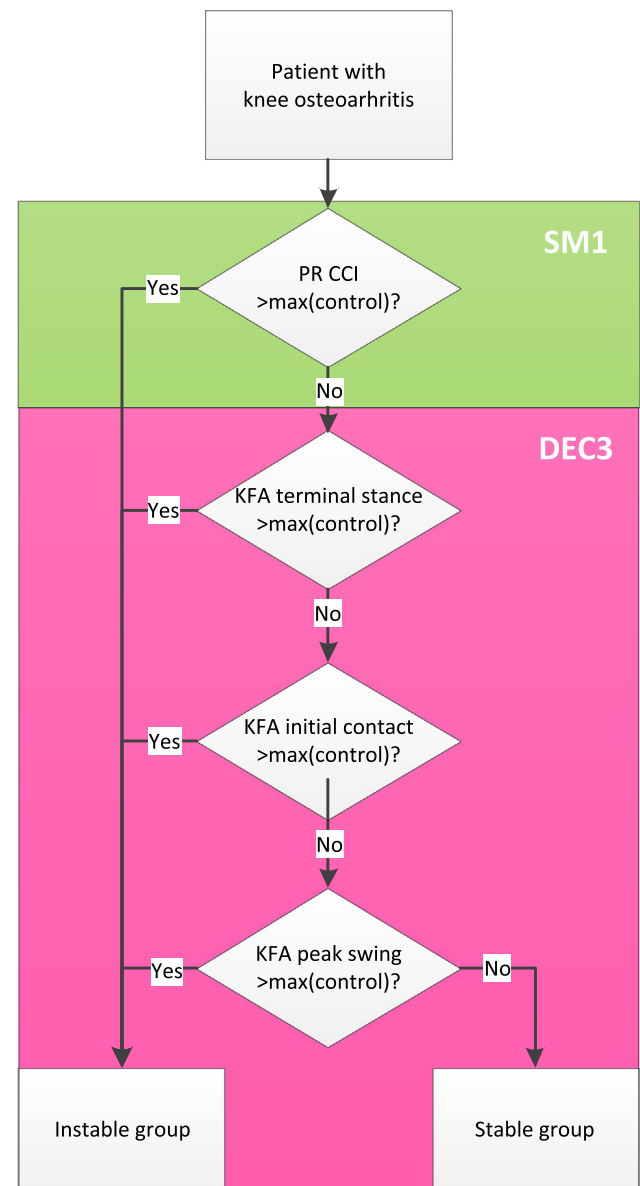 Patient with
knee osteoarhritis
SM1
PR CCI
>max(control)?
Yes
No
DEC3
KFA terminal stance
>max(control)?
Yes
No
KFA initial contact
>max(control)?
Yes
No
KFA peak swing
>max(control)?
Yes
No
Instable group
Stable group